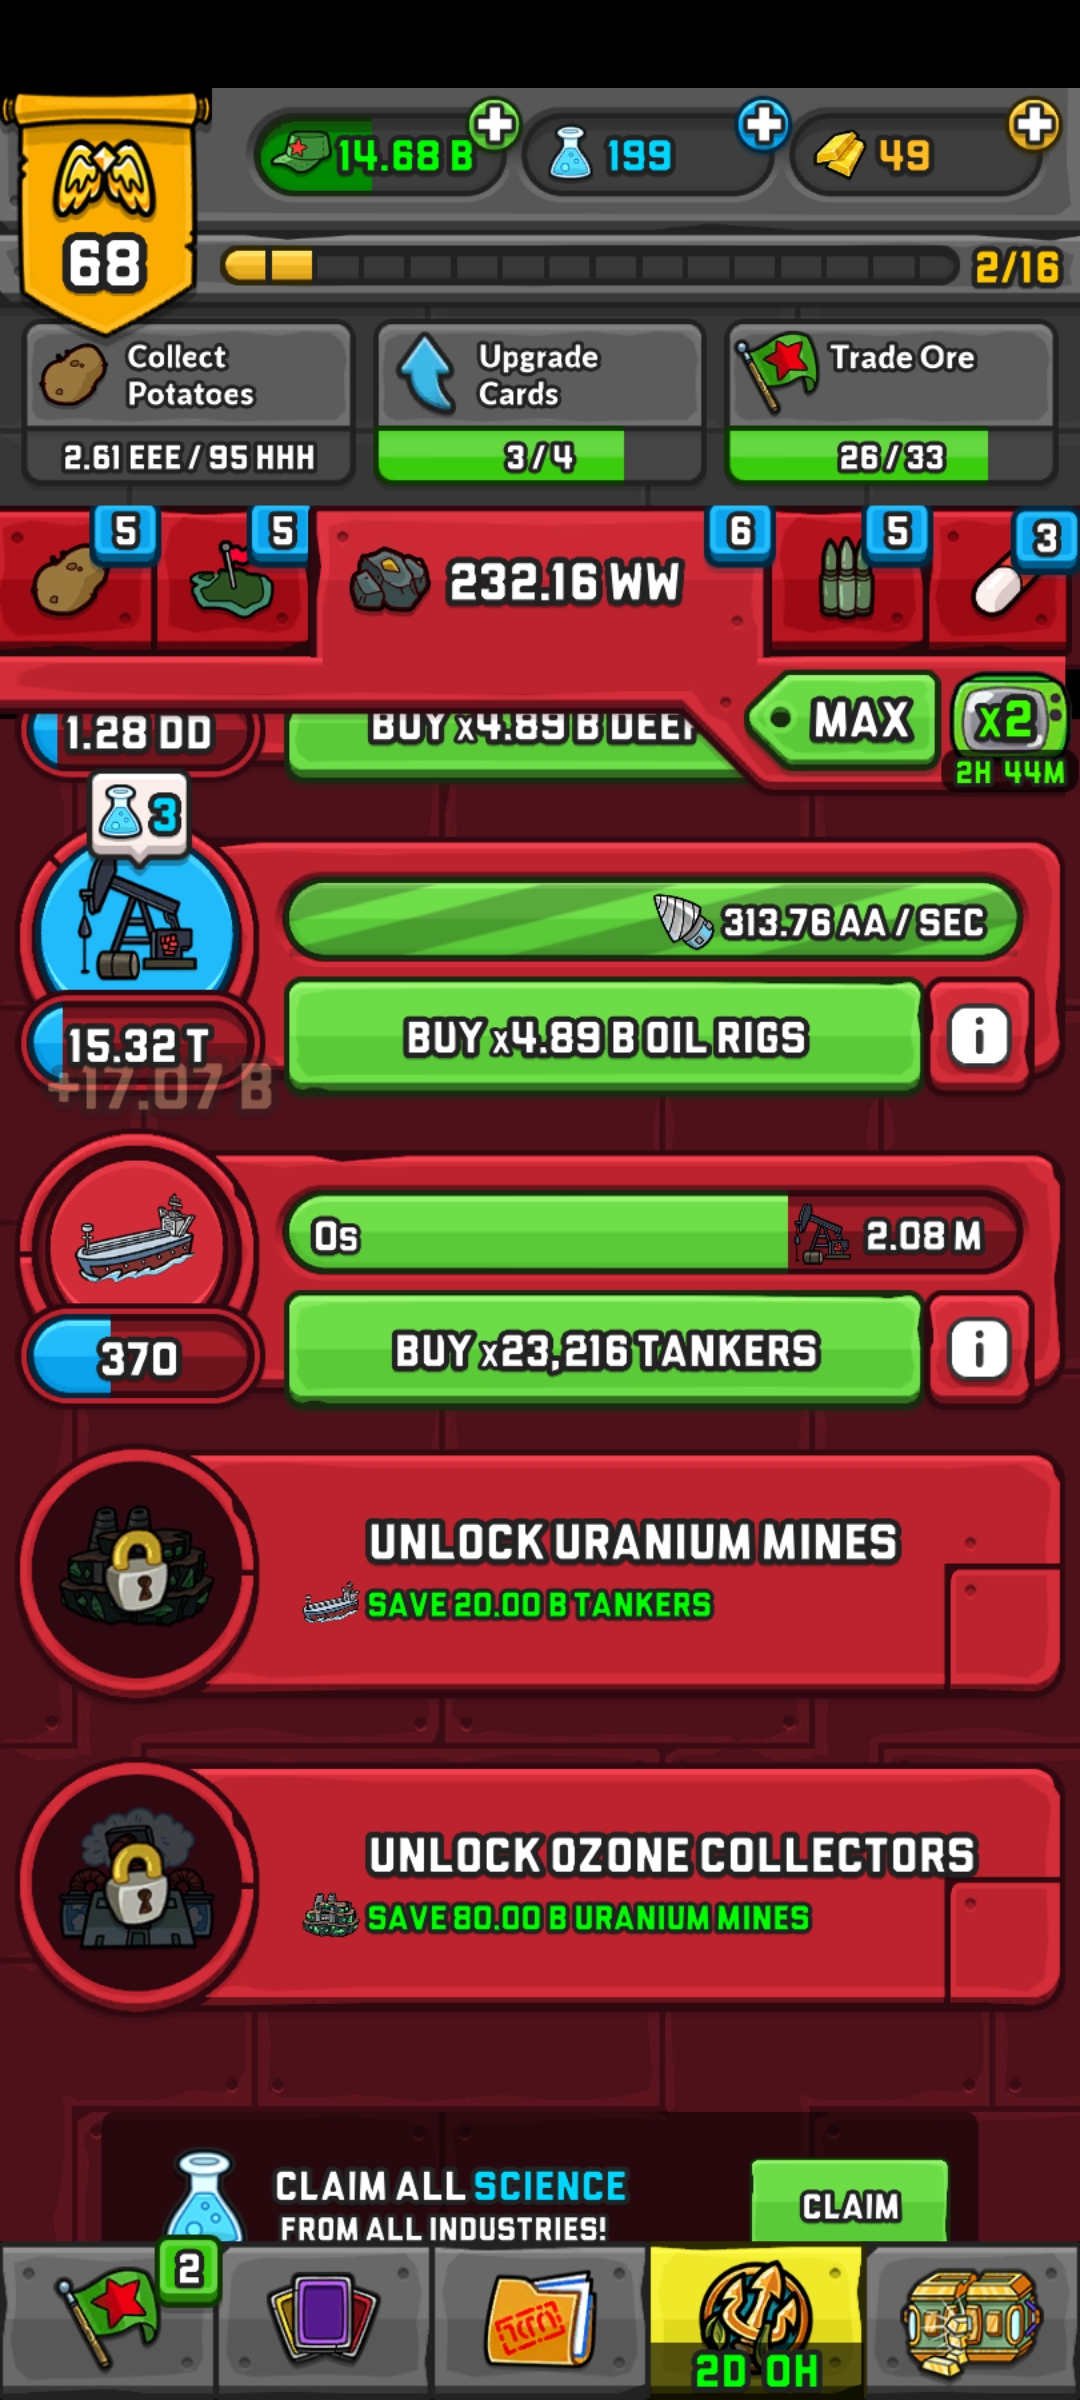 14.68 B
199
49
68
2/16
Collect
Potatoes
2.61 EEE / 95 HHH
Upgrade
Cards
3/4
Trade Ore
26/33
5
5
232.16 WW
6
5
3
MAX
x2
2H 44M
1.28 DD
BUY x4.89 B DEEP
3
313.76 AA / SEC
BUY x4.89 B OIL RIGS
i
15.32 T
+17.07 B
0s
2.08 M
BUY x23,216 TANKERS
i
370
UNLOCK URANIUM MINES
SAVE 20.00 B TANKERS
UNLOCK OZONE COLLECTORS
SAVE 80.00 B URANIUM MINES
CLAIM ALL SCIENCE
FROM ALL INDUSTRIES!
CLAIM
2
2D 0H